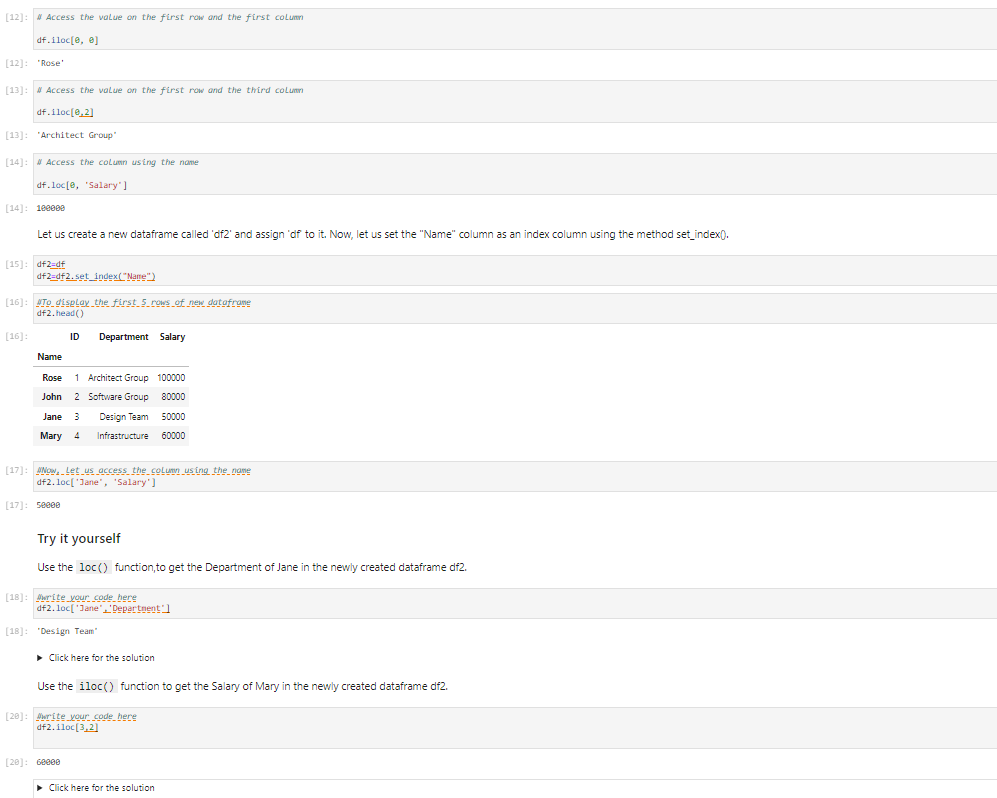 [12]: # Access the value on the first row and the first column
df.iloc[0, 0]
[12]: 'Rose'
[13]: # Access the value on the first row and the third column
df.iloc[0,2]
[13]: 'Architect Group'
[14]: # Access the column using the name
df.loc[0, 'Salary']
[14]: 100000
Let us create a new dataframe called 'df2' and assign 'df' to it. Now, let us set the "Name" column as an index column using the method set_index().
[15]: df2=df
df2=df2.set_index("Name")
[16]: #To display the first 5 rows of new dataframe
df2.head()
[16]: ID Department Salary
Name
Rose 1 Architect Group 100000
John 2 Software Group 80000
Jane 3 Design Team 50000
Mary 4 Infrastructure 60000
[17]: #Now, let us access the column using the name
df2.loc['Jane', 'Salary']
[17]: 50000
Try it yourself
Use the loc() function,to get the Department of Jane in the newly created dataframe df2.
[18]: #write your code here
df2.loc['Jane','Department']
[18]: 'Design Team'
▶ Click here for the solution
Use the iloc() function to get the Salary of Mary in the newly created dataframe df2.
[20]: #write your code here
df2.iloc[3,2]
[20]: 60000
▶ Click here for the solution